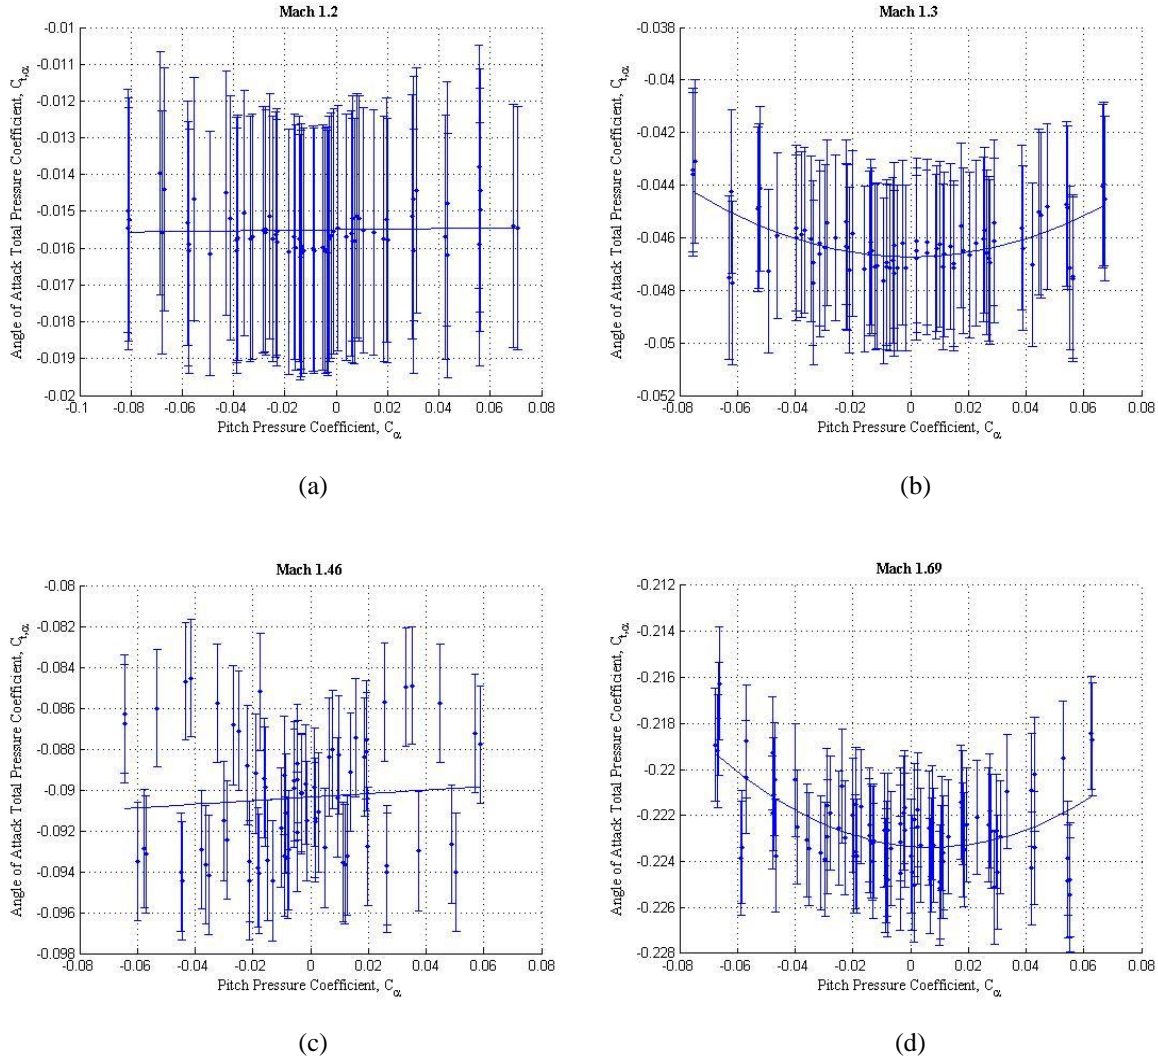 Mach 1.2
Angle of Attack Total Pressure Coefficient, C_t,α
-0.01
-0.011
-0.012
-0.013
-0.014
-0.015
-0.016
-0.017
-0.018
-0.019
-0.02
-0.1 -0.08 -0.06 -0.04 -0.02 0 0.02 0.04 0.06 0.08
Pitch Pressure Coefficient, C_α
(a)
Mach 1.3
Angle of Attack Total Pressure Coefficient, C_t,α
-0.038
-0.04
-0.042
-0.044
-0.046
-0.048
-0.05
-0.052
-0.08 -0.06 -0.04 -0.02 0 0.02 0.04 0.06 0.08
Pitch Pressure Coefficient, C_α
(b)
Mach 1.46
Angle of Attack Total Pressure Coefficient, C_t,α
-0.08
-0.082
-0.084
-0.086
-0.088
-0.09
-0.092
-0.094
-0.096
-0.098
-0.08 -0.06 -0.04 -0.02 0 0.02 0.04 0.06 0.08
Pitch Pressure Coefficient, C_α
(c)
Mach 1.69
Angle of Attack Total Pressure Coefficient, C_t,α
-0.212
-0.214
-0.216
-0.218
-0.22
-0.222
-0.224
-0.226
-0.228
-0.08 -0.06 -0.04 -0.02 0 0.02 0.04 0.06 0.08
Pitch Pressure Coefficient, C_α
(d)